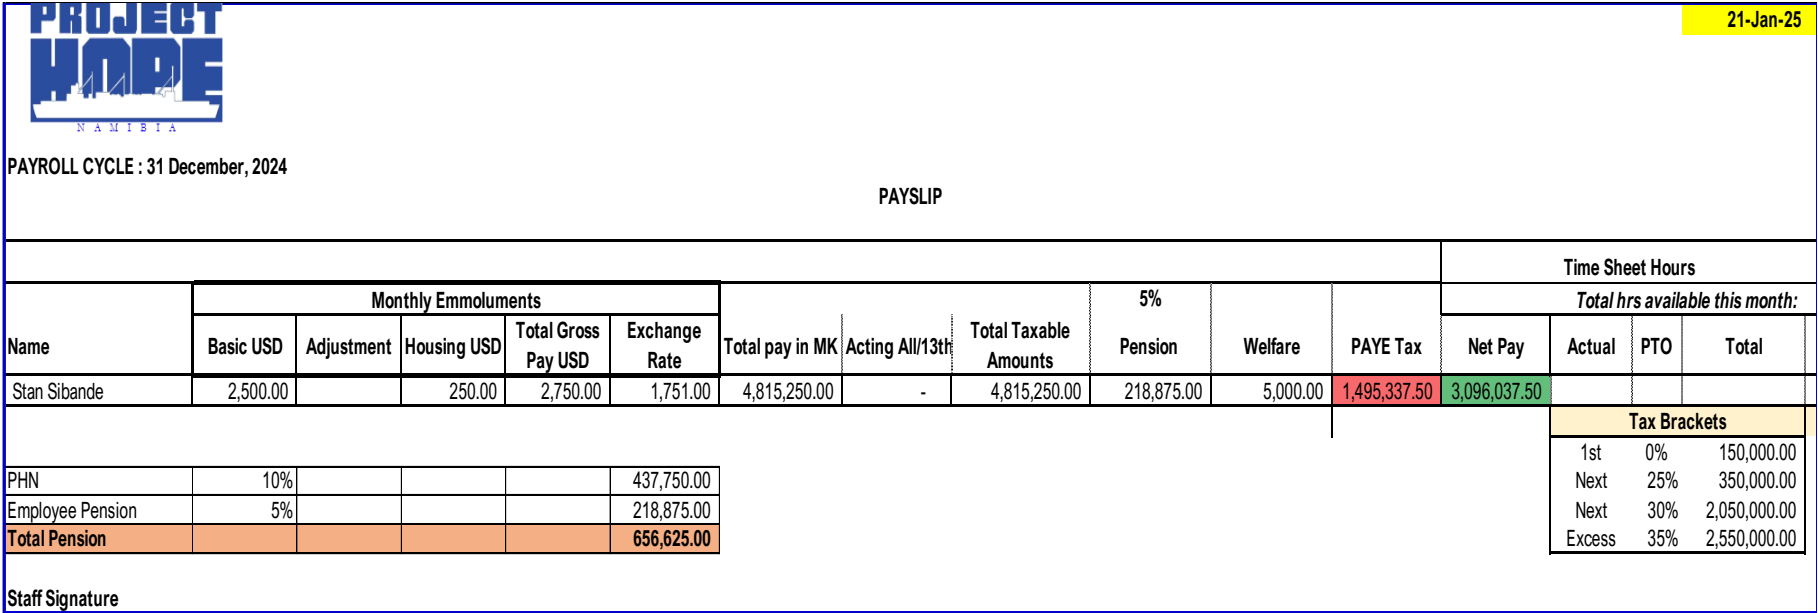 PROJECT
HOPE
NAMIBIA
21-Jan-25
PAYROLL CYCLE : 31 December, 2024
PAYSLIP
Time Sheet Hours
Monthly Emmoluments 5% Total hrs available this month:
Name Basic USD Adjustment Housing USD Total Gross Pay USD Exchange Rate Total pay in MK Acting All/13th Total Taxable Amounts Pension Welfare PAYE Tax Net Pay Actual PTO Total
Stan Sibande 2,500.00 250.00 2,750.00 1,751.00 4,815,250.00 - 4,815,250.00 218,875.00 5,000.00 1,495,337.50 3,096,037.50
Tax Brackets
1st 0% 150,000.00
PHN 10% 437,750.00 Next 25% 350,000.00
Employee Pension 5% 218,875.00 Next 30% 2,050,000.00
Total Pension 656,625.00 Excess 35% 2,550,000.00
Staff Signature